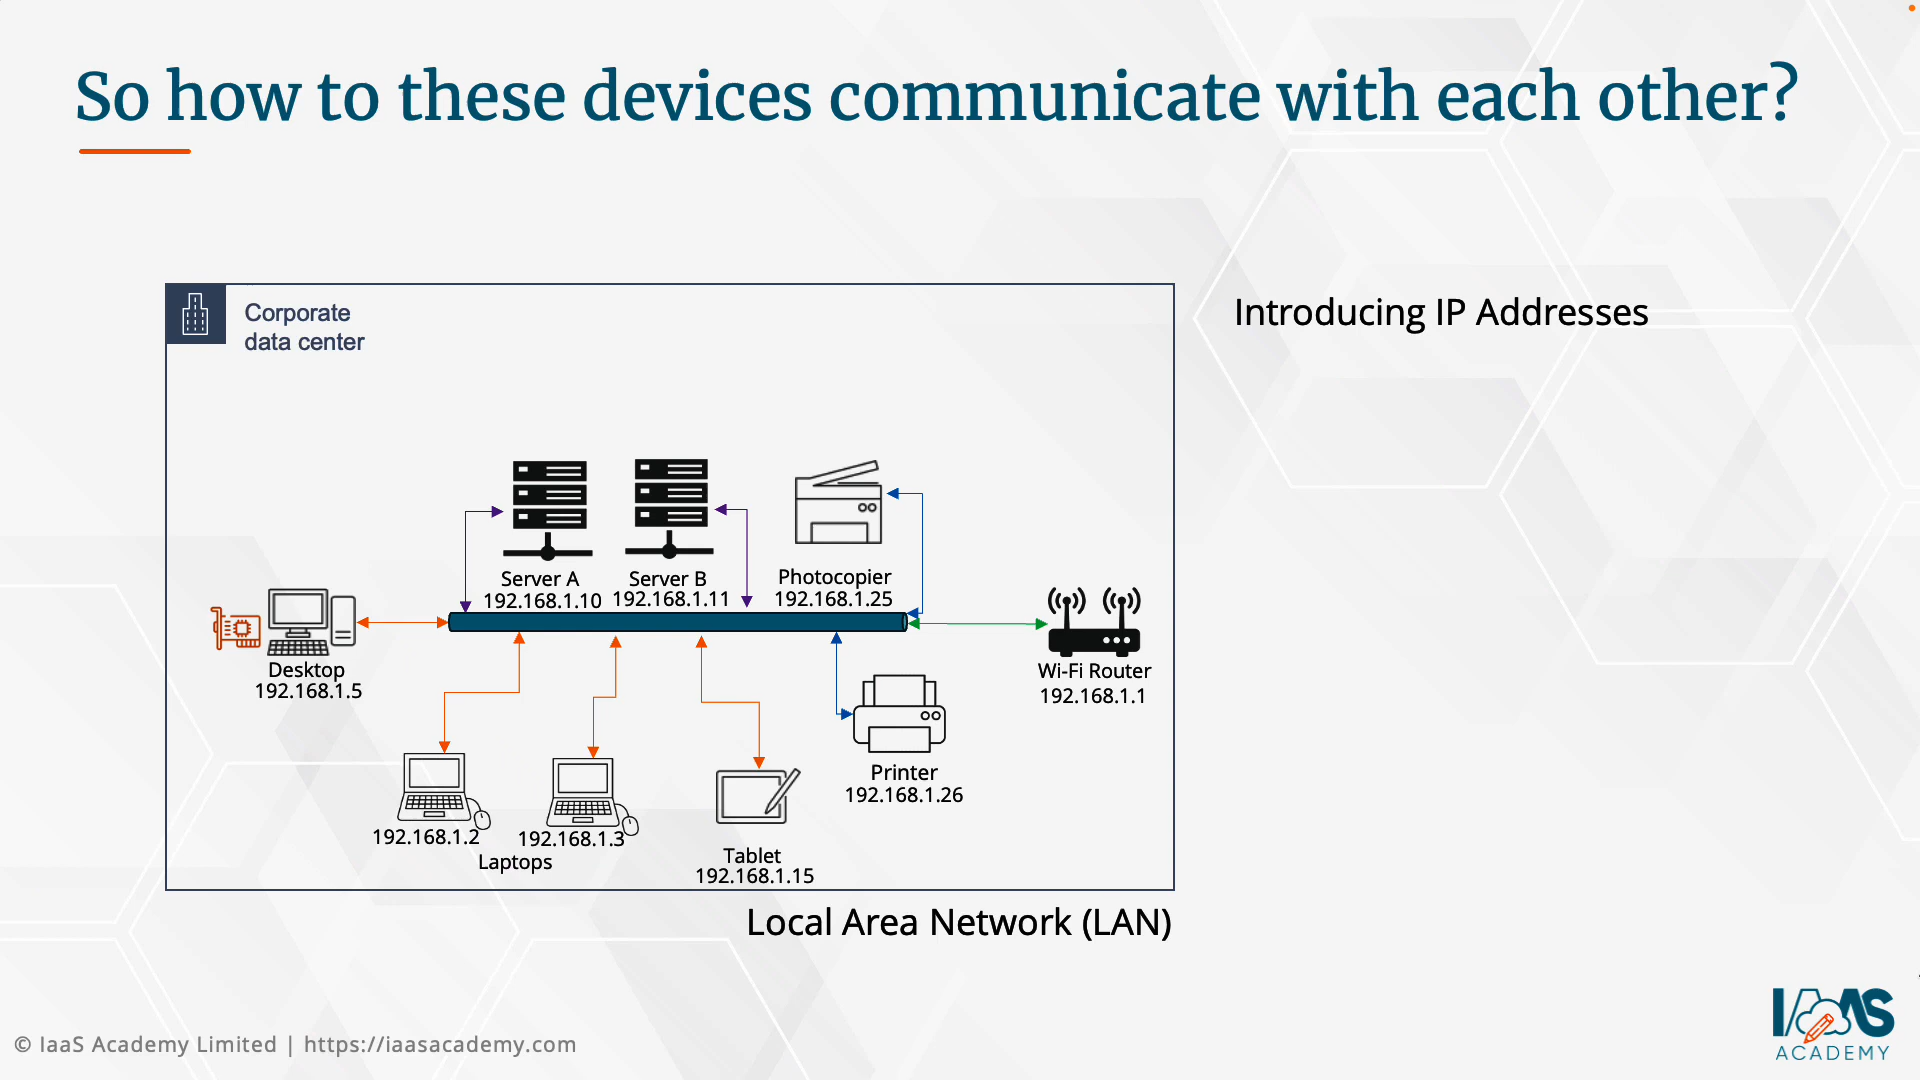 So how to these devices communicate with each other?
Corporate
data center
Introducing IP Addresses
Server A
192.168.1.10
Server B
192.168.1.11
Photocopier
192.168.1.25
Desktop
192.168.1.5
Wi-Fi Router
192.168.1.1
Printer
192.168.1.26
192.168.1.2
192.168.1.3
Laptops
Tablet
192.168.1.15
Local Area Network (LAN)
© IaaS Academy Limited | https://iaasacademy.com
IAAS
ACADEMY